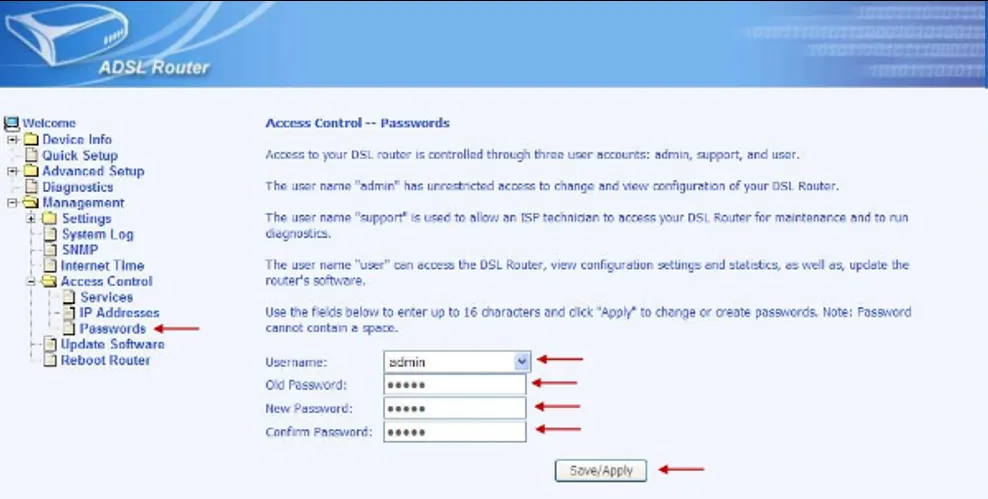 ADSL Router
Welcome
Device Info
Quick Setup
Advanced Setup
Diagnostics
Management
Settings
System Log
SNMP
Internet Time
Access Control
Services
IP Addresses
Passwords
Update Software
Reboot Router
Access Control -- Passwords
Access to your DSL router is controlled through three user accounts: admin, support, and user.
The user name "admin" has unrestricted access to change and view configuration of your DSL Router.
The user name "support" is used to allow an ISP technician to access your DSL Router for maintenance and to run
diagnostics.
The user name "user" can access the DSL Router, view configuration settings and statistics, as well as, update the
router's software.
Use the fields below to enter up to 16 characters and click "Apply" to change or create passwords. Note: Password
cannot contain a space.
Username: admin
Old Password: •••••
New Password: •••••
Confirm Password: •••••
Save/Apply